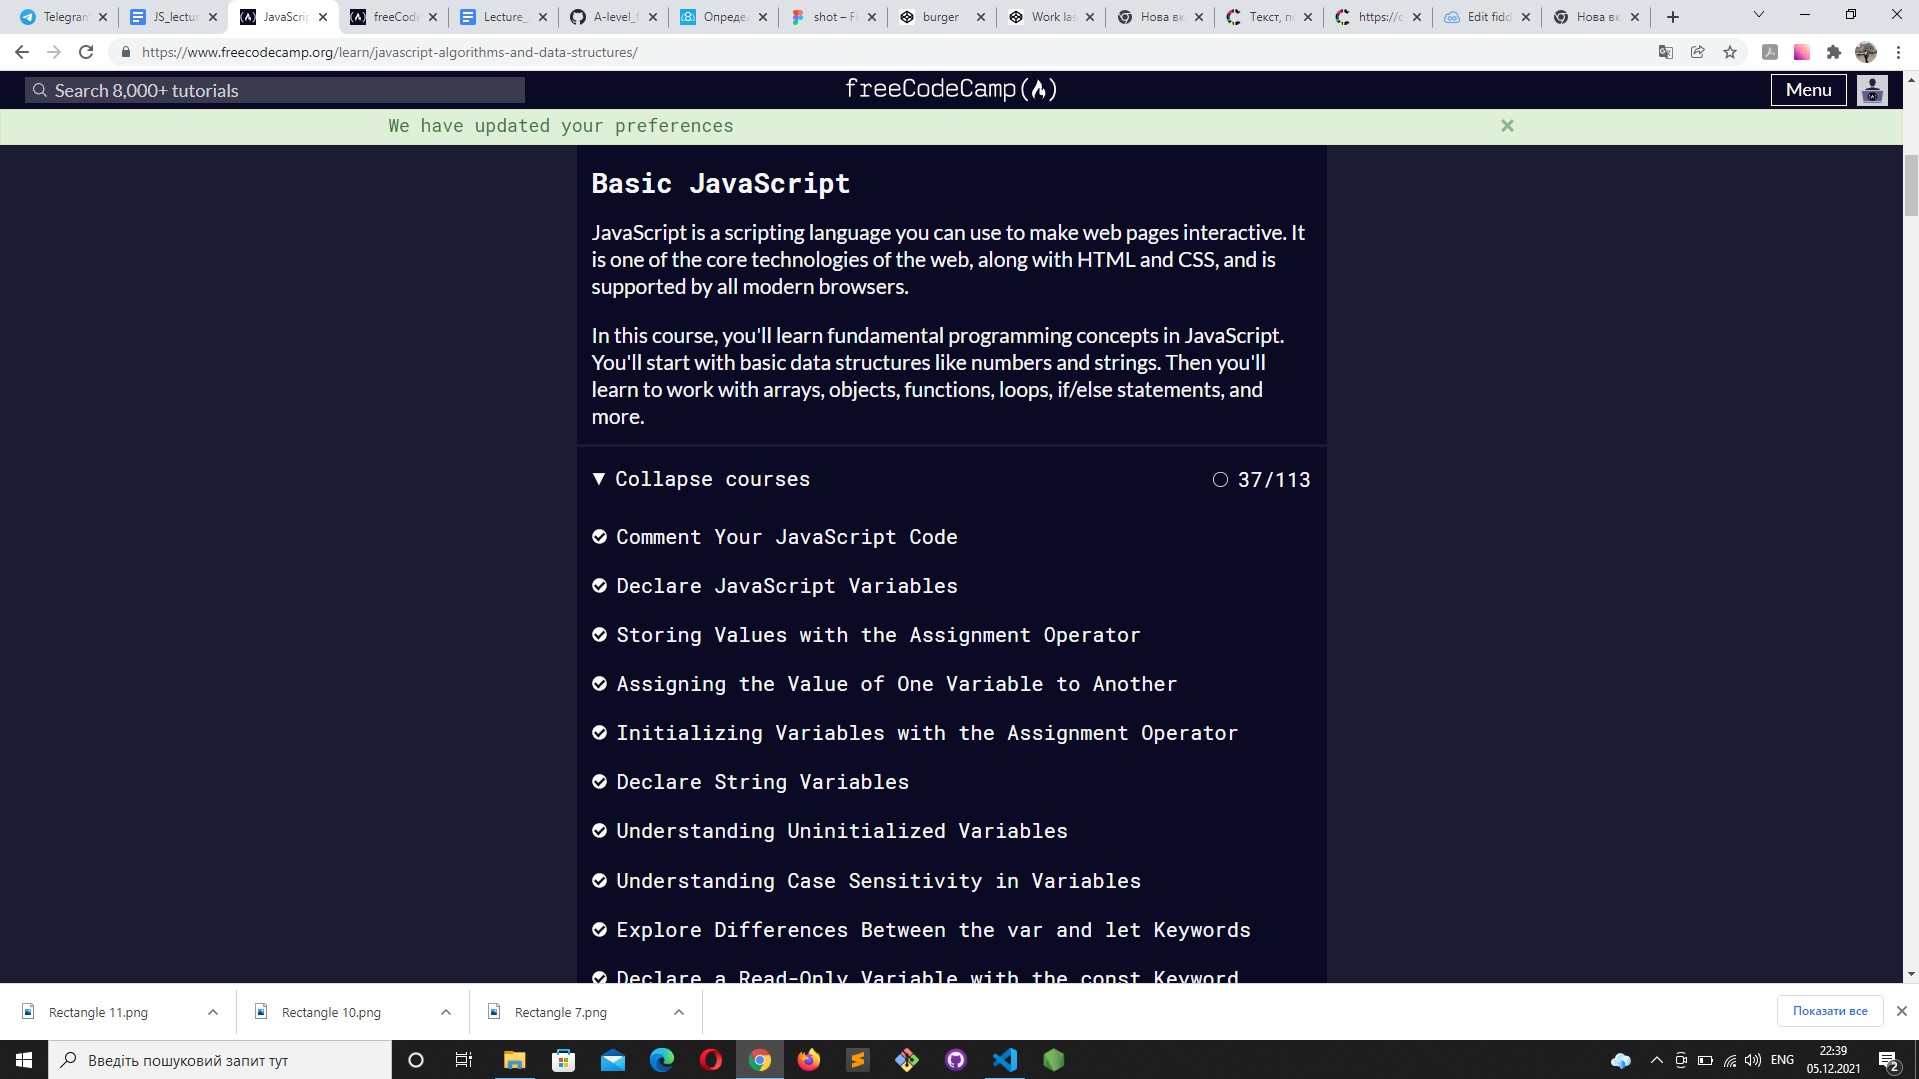 Telegram
JS_lectur
JavaScrip
freeCode
Lecture_
A-level_f
Определ
shot – Fi
burger
Work las
Нова вк
Текст, по
https://c
Edit fidd
Нова вк
https://www.freecodecamp.org/learn/javascript-algorithms-and-data-structures/
Search 8,000+ tutorials
freeCodeCamp
Menu
We have updated your preferences
Basic JavaScript
JavaScript is a scripting language you can use to make web pages interactive. It
is one of the core technologies of the web, along with HTML and CSS, and is
supported by all modern browsers.
In this course, you'll learn fundamental programming concepts in JavaScript.
You'll start with basic data structures like numbers and strings. Then you'll
learn to work with arrays, objects, functions, loops, if/else statements, and
more.
Collapse courses
37/113
Comment Your JavaScript Code
Declare JavaScript Variables
Storing Values with the Assignment Operator
Assigning the Value of One Variable to Another
Initializing Variables with the Assignment Operator
Declare String Variables
Understanding Uninitialized Variables
Understanding Case Sensitivity in Variables
Explore Differences Between the var and let Keywords
Declare a Read-Only Variable with the const Keyword
Rectangle 11.png
Rectangle 10.png
Rectangle 7.png
Показати все
Введіть пошуковий запит тут
ENG
22:39
05.12.2021
2